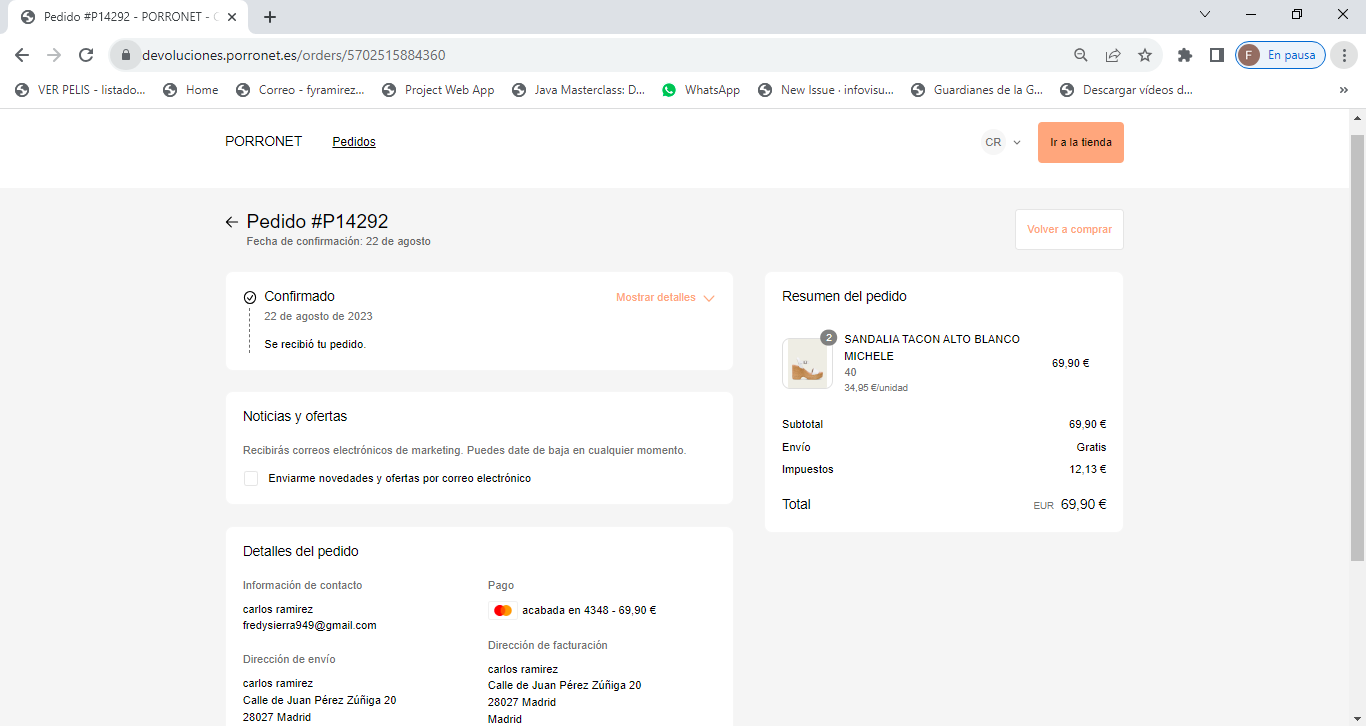 Pedido #P14292 - PORRONET -
devoluciones.porronet.es/orders/5702515884360
F
En pausa
VER PELIS - listado...
Home
Correo - fyramirez...
Project Web App
Java Masterclass: D...
WhatsApp
New Issue · infovisu...
Guardianes de la G...
Descargar vídeos d...
»
PORRONET
Pedidos
CR
Ir a la tienda
Pedido #P14292
Fecha de confirmación: 22 de agosto
Volver a comprar
Confirmado
Mostrar detalles
22 de agosto de 2023
Se recibió tu pedido.
Noticias y ofertas
Recibirás correos electrónicos de marketing. Puedes date de baja en cualquier momento.
Enviarme novedades y ofertas por correo electrónico
Detalles del pedido
Información de contacto
carlos ramirez
fredysierra949@gmail.com
Dirección de envío
carlos ramirez
Calle de Juan Pérez Zúñiga 20
28027 Madrid
Pago
acabada en 4348 - 69,90 €
Dirección de facturación
carlos ramirez
Calle de Juan Pérez Zúñiga 20
28027 Madrid
Madrid
Resumen del pedido
2
SANDALIA TACON ALTO BLANCO
MICHELE
40
34,95 €/unidad
69,90 €
Subtotal 69,90 €
Envío Gratis
Impuestos 12,13 €
Total EUR 69,90 €